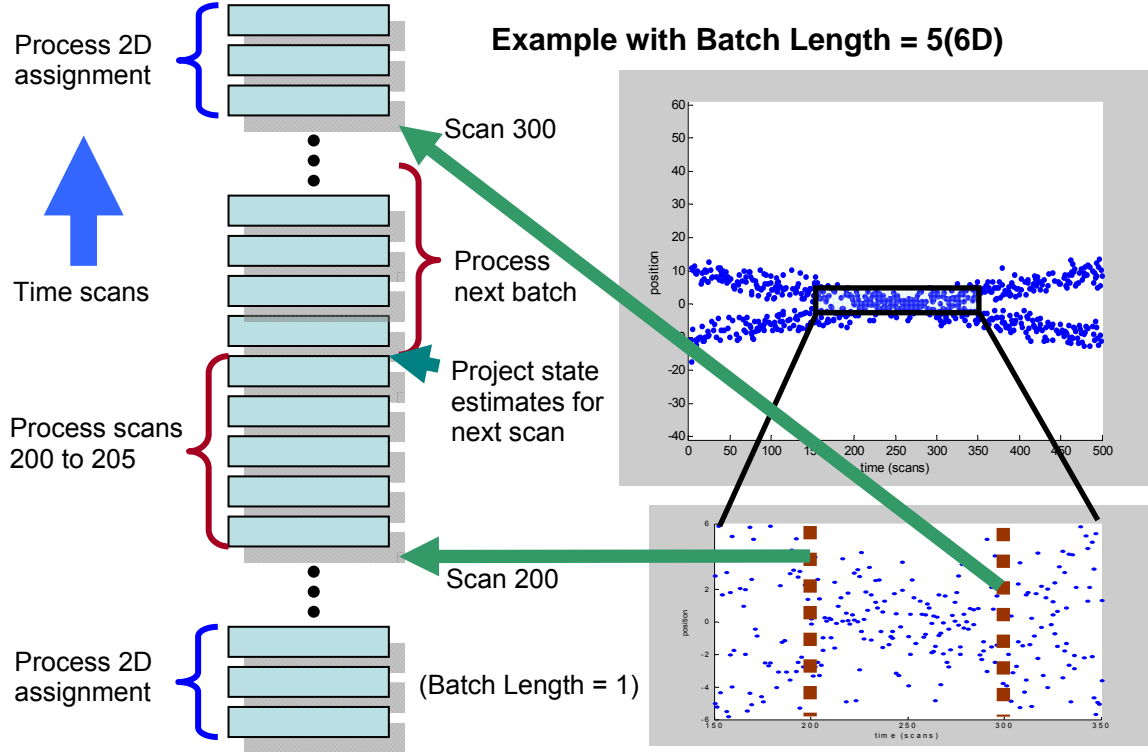 Example with Batch Length = 5(6D)
Process 2D
assignment
Scan 300
Time scans
Process
next batch
Project state
estimates for
next scan
Process scans
200 to 205
Scan 200
Process 2D
assignment
(Batch Length = 1)
60
50
40
30
20
10
0
-10
-20
-30
-40
position
0
50
100
150
200
250
300
350
400
450
500
time (scans)
6
4
2
0
-2
-4
-6
position
150
200
250
300
350
time (scans)